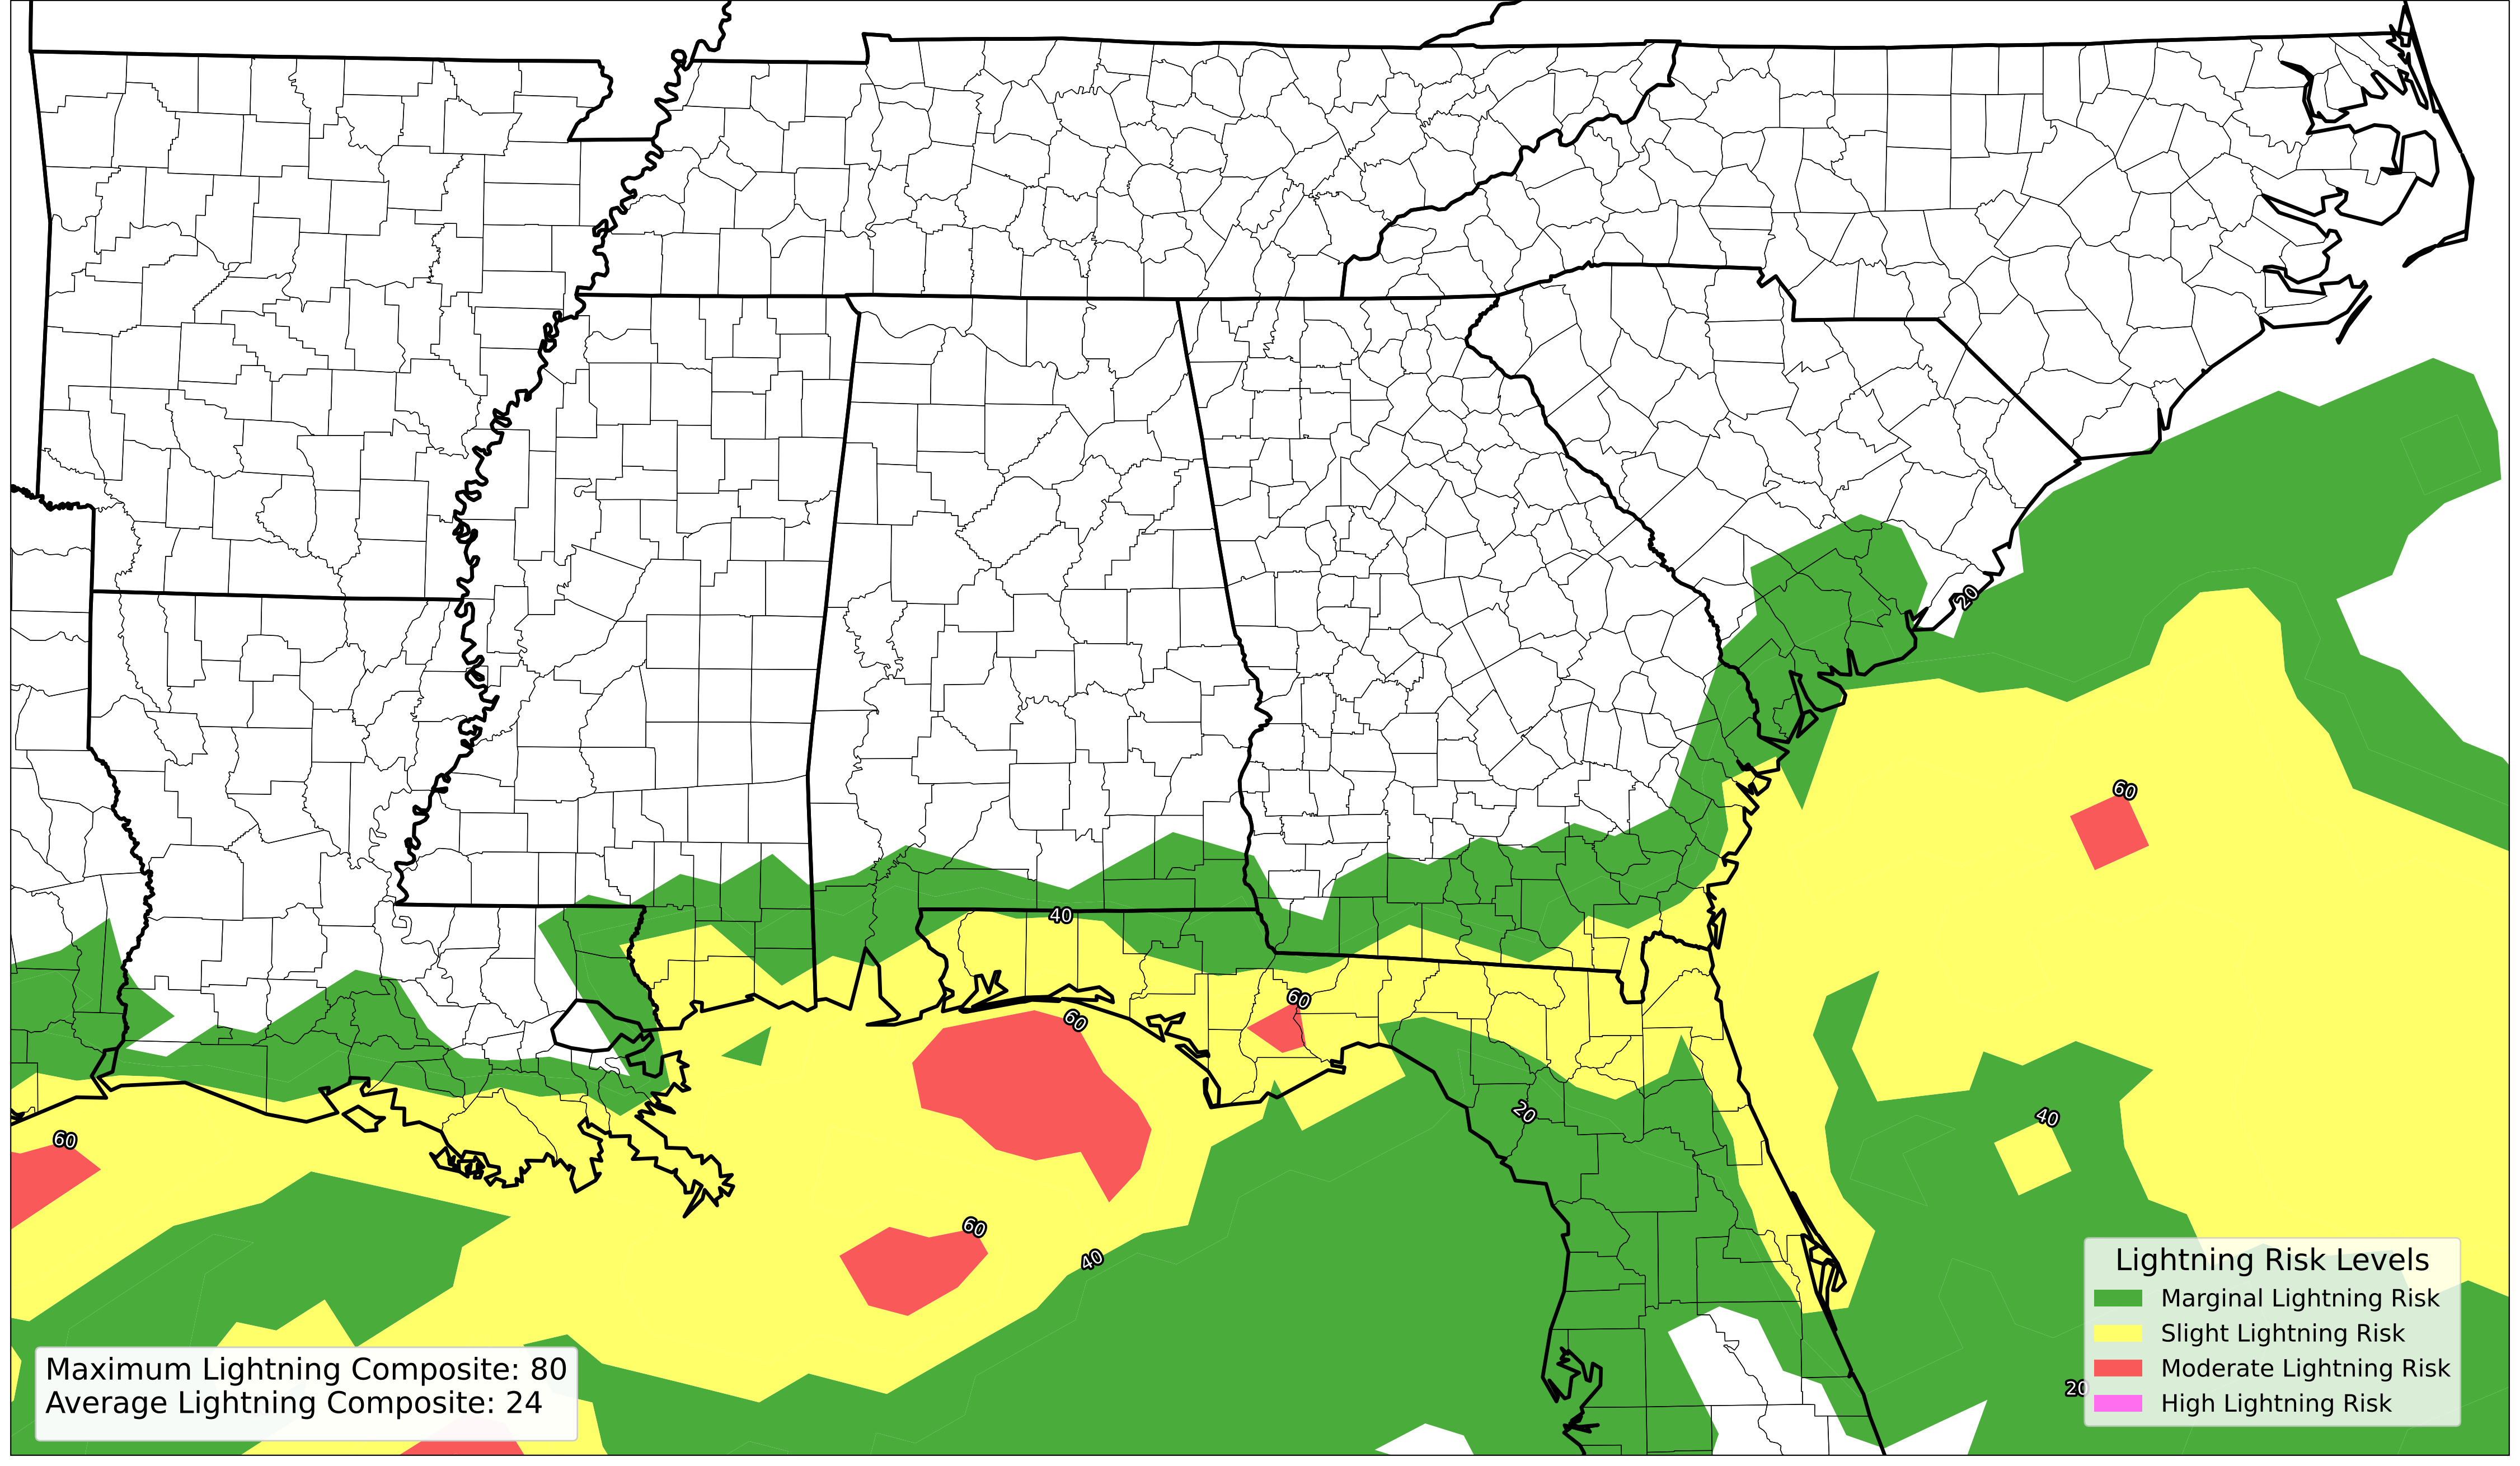 20
60
40
60
60
20
40
60
60
40
Lightning Risk Levels
Marginal Lightning Risk
Slight Lightning Risk
Moderate Lightning Risk
High Lightning Risk
20
Maximum Lightning Composite: 80
Average Lightning Composite: 24